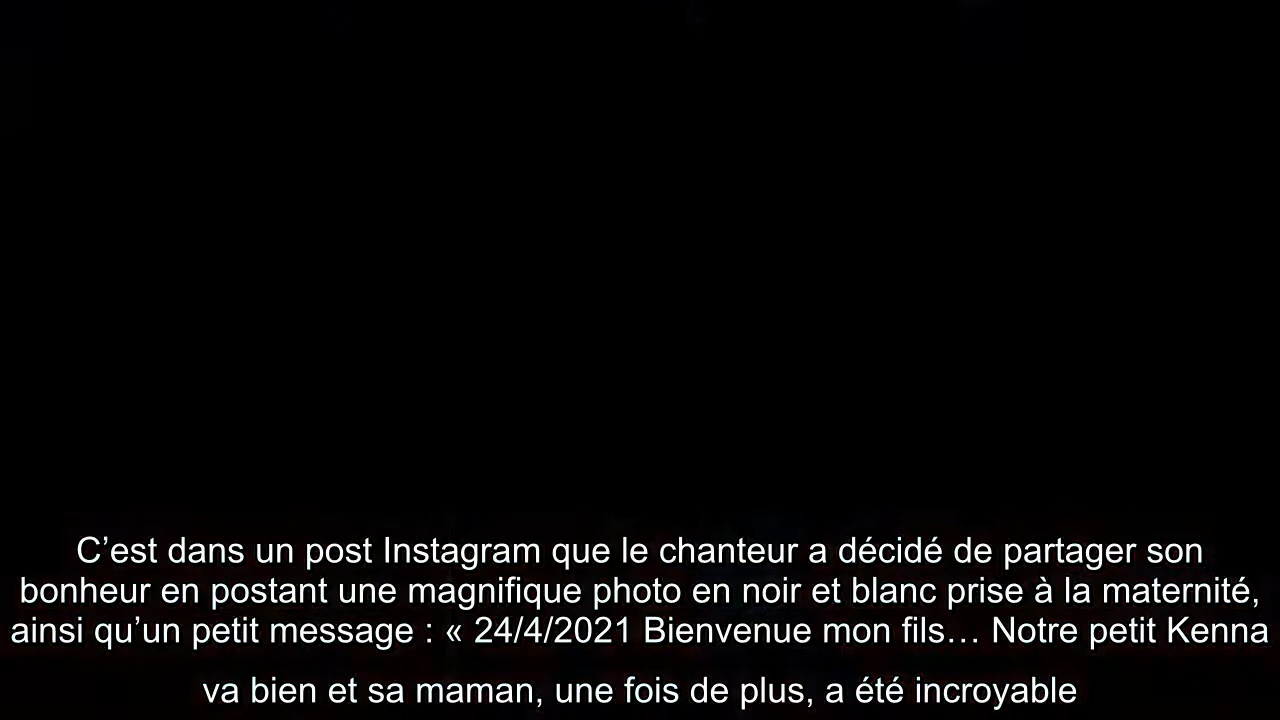 C’est dans un post Instagram que le chanteur a décidé de partager son
bonheur en postant une magnifique photo en noir et blanc prise à la maternité,
ainsi qu’un petit message : « 24/4/2021 Bienvenue mon fils… Notre petit Kenna
va bien et sa maman, une fois de plus, a été incroyable